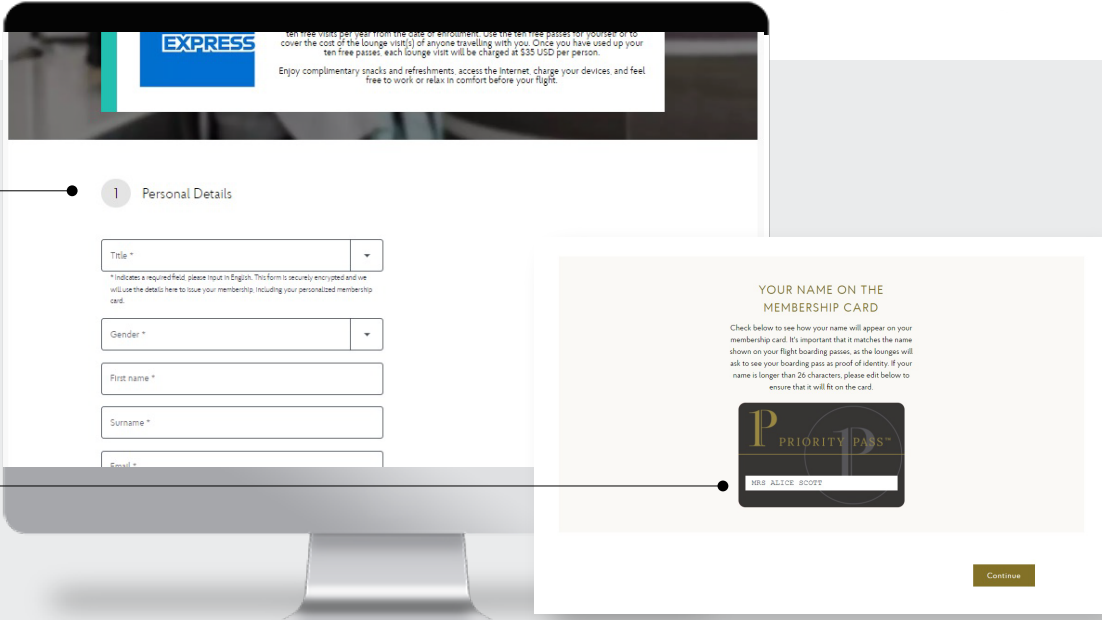 EXPRESS
ten free visits per year from the date of enrollment. Use the ten free passes for yourself or to
cover the cost of the lounge visit(s) of anyone travelling with you. Once you have used up your
ten free passes, each lounge visit will be charged at $35 USD per person.
Enjoy complimentary snacks and refreshments, access the Internet, charge your devices, and feel
free to work or relax in comfort before your flight.
1 Personal Details
Title *
* Indicates a required field, please input in English. This form is securely encrypted and we
will use the details here to issue your membership, including your personalized membership
card.
Gender *
First name *
Surname *
Email *
YOUR NAME ON THE
MEMBERSHIP CARD
Check below to see how your name will appear on your
membership card. It's important that it matches the name
shown on your flight boarding passes, as the lounges will
ask to see your boarding pass as proof of identity. If your
name is longer than 26 characters, please edit below to
ensure that it will fit on the card.
P PRIORITY PASS™
P
MRS ALICE SCOTT
Continue